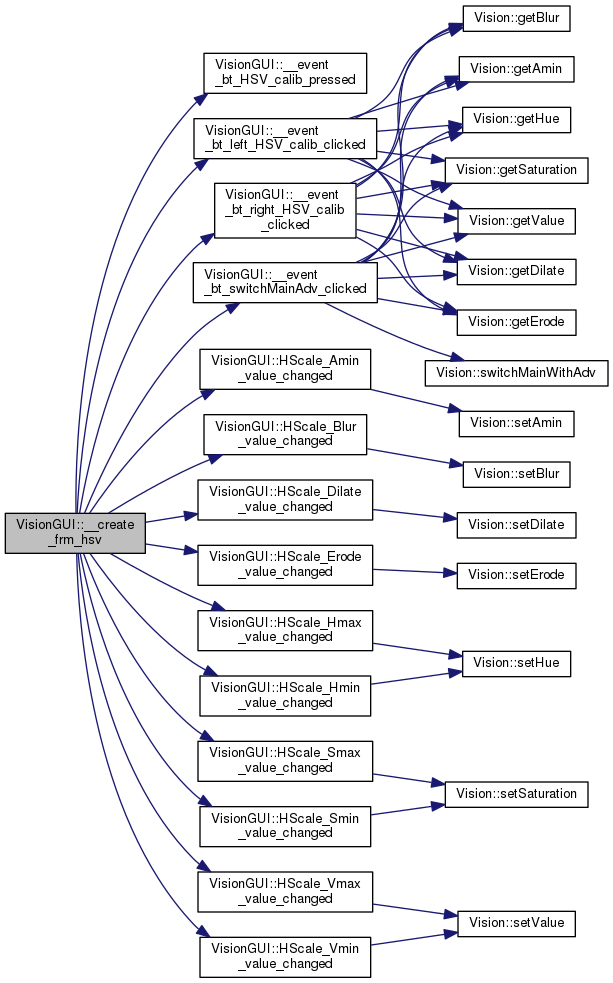 VisionGUI::__create
_frm_hsv
VisionGUI::__event
_bt_HSV_calib_pressed
VisionGUI::__event
_bt_left_HSV_calib_clicked
VisionGUI::__event
_bt_right_HSV_calib
_clicked
VisionGUI::__event
_bt_switchMainAdv_clicked
VisionGUI::HScale_Amin
_value_changed
VisionGUI::HScale_Blur
_value_changed
VisionGUI::HScale_Dilate
_value_changed
VisionGUI::HScale_Erode
_value_changed
VisionGUI::HScale_Hmax
_value_changed
VisionGUI::HScale_Hmin
_value_changed
VisionGUI::HScale_Smax
_value_changed
VisionGUI::HScale_Smin
_value_changed
VisionGUI::HScale_Vmax
_value_changed
VisionGUI::HScale_Vmin
_value_changed
Vision::getBlur
Vision::getAmin
Vision::getHue
Vision::getSaturation
Vision::getValue
Vision::getDilate
Vision::getErode
Vision::switchMainWithAdv
Vision::setAmin
Vision::setBlur
Vision::setDilate
Vision::setErode
Vision::setHue
Vision::setSaturation
Vision::setValue